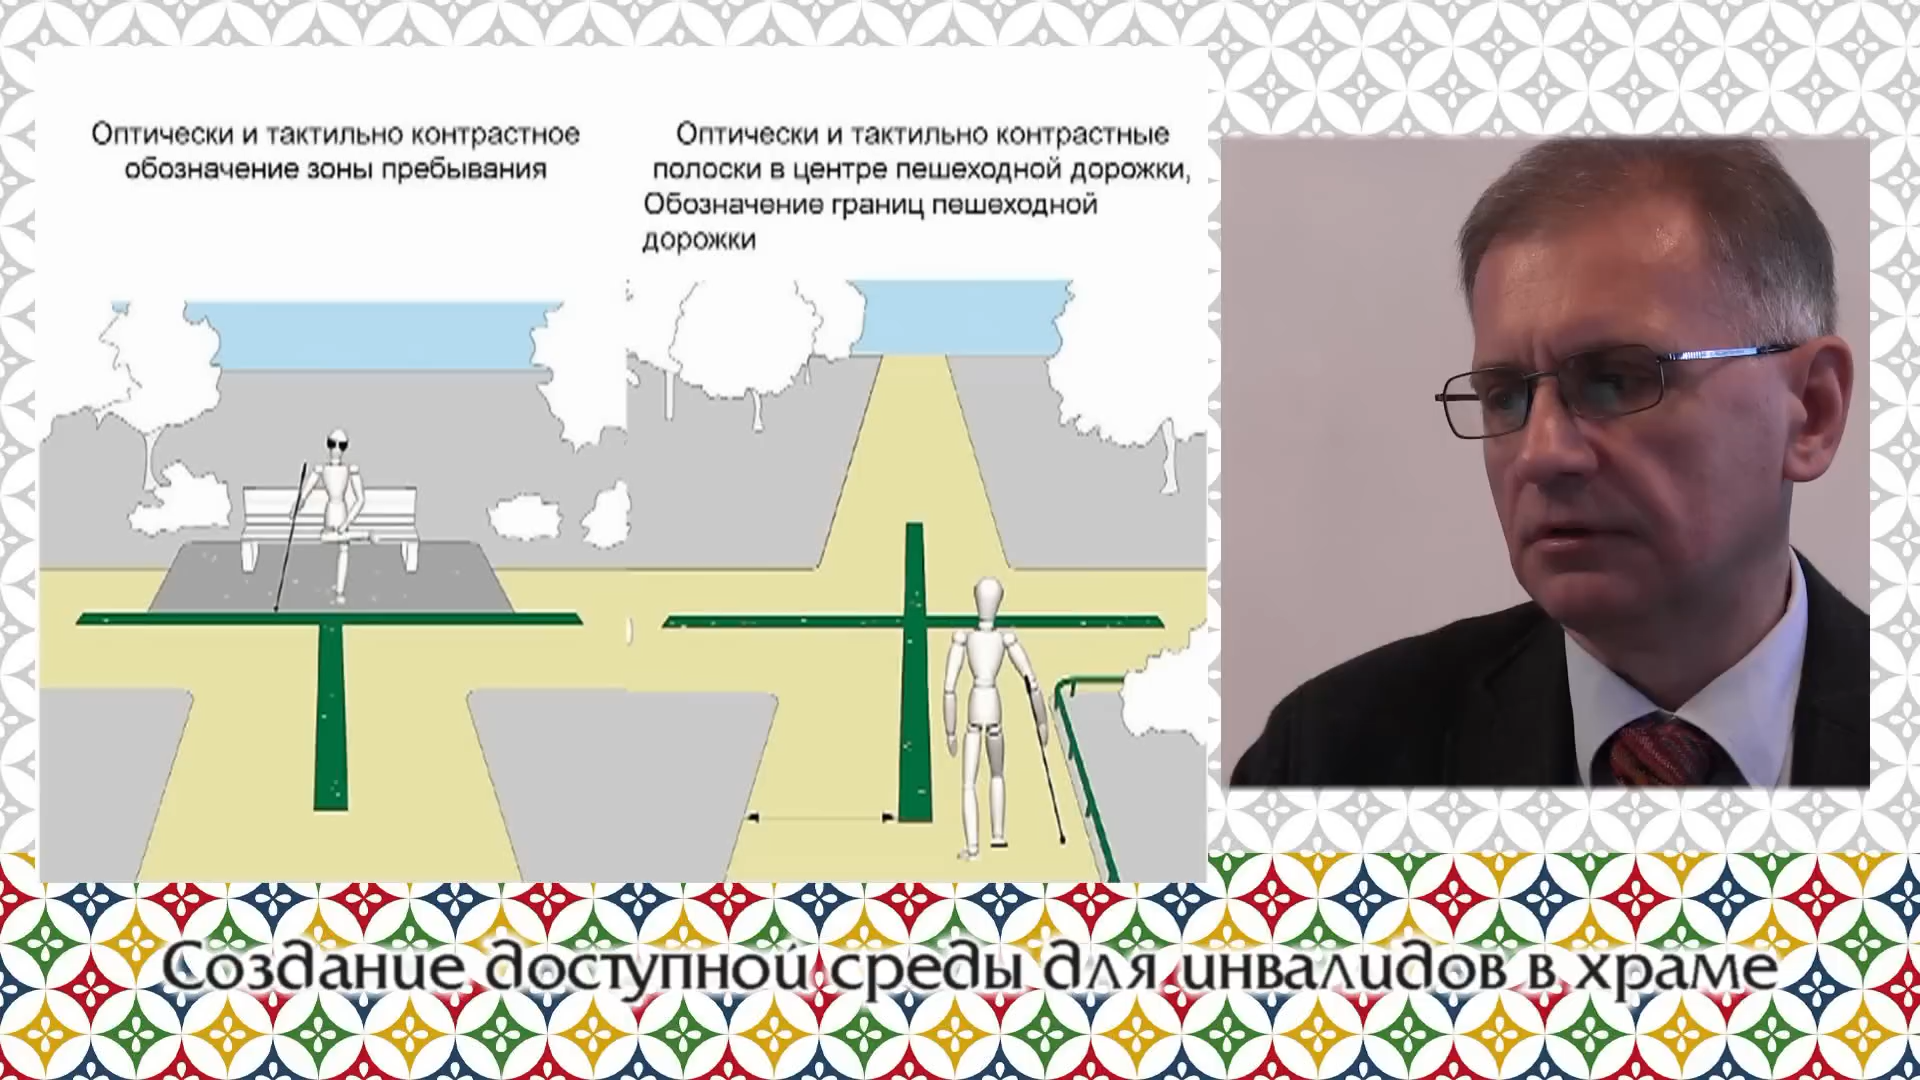 Оптически и тактильно контрастное
обозначение зоны пребывания
Оптически и тактильно контрастные
полоски в центре пешеходной дорожки,
Обозначение границ пешеходной
дорожки
Создание доступной среды для инвалидов в храме